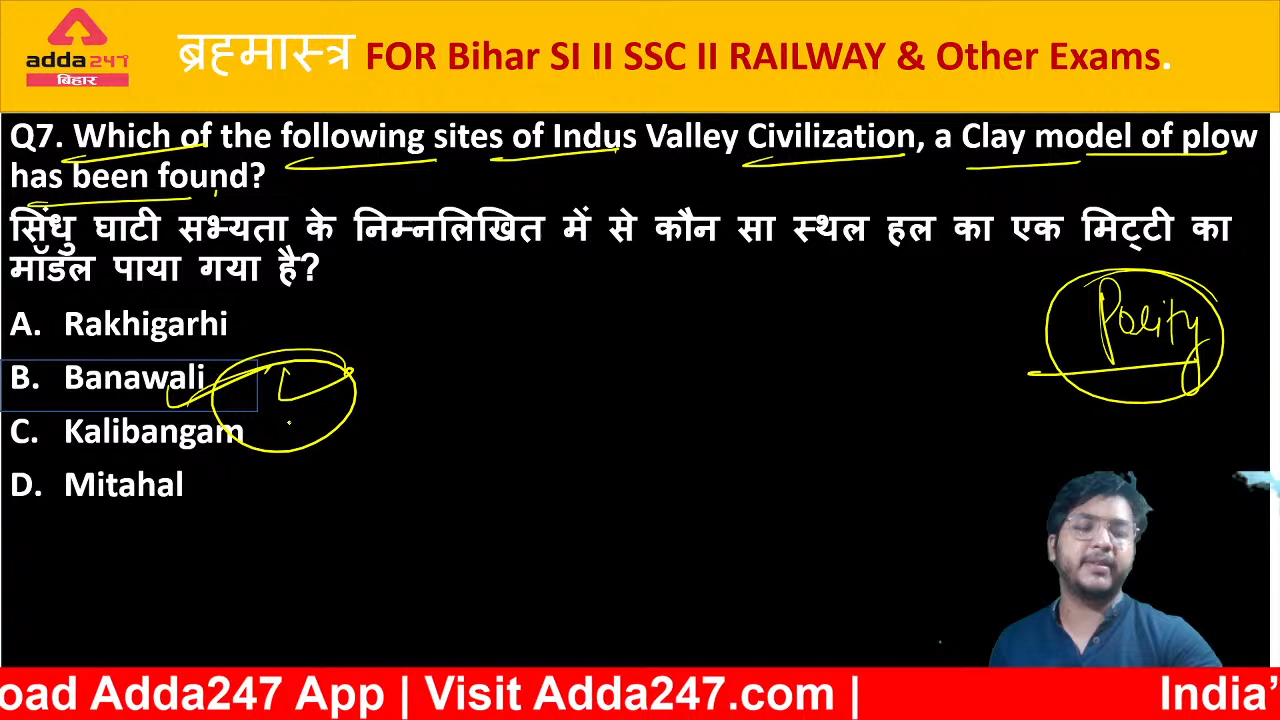 adda247
बिहार
ब्रह्मास्त्र FOR Bihar SI II SSC II RAILWAY & Other Exams.
Q7. Which of the following sites of Indus Valley Civilization, a Clay model of plow
has been found?
सिंधु घाटी सभ्यता के निम्नलिखित में से कौन सा स्थल हल का एक मिट्टी का
मॉडल पाया गया है?
Polity
A. Rakhigarhi
B. Banawali
C. Kalibangam
D. Mitahal
oad Adda247 App | Visit Adda247.com | India’